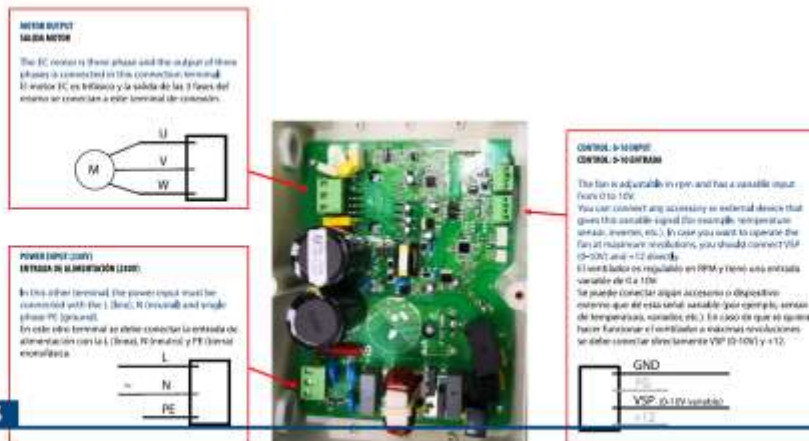 MOTOR OUTPUT
SALIDA MOTOR
The EC motor is three phase and the output of three
phases is connected in this connection terminal.
El motor EC es trifásico y la salida de las 3 fases del
mismo se conectan a este terminal de conexión.
U
V
W
M
POWER INPUT (230V)
ENTRADA DE ALIMENTACIÓN (230V)
In this other terminal, the power input must be
connected with the L (line), N (neutral) and single
phase PE (ground).
En este otro terminal se debe conectar la entrada de
alimentación con la L (línea), N (neutro) y PE (tierra)
monofásica.
L
~ N
PE
CONTROL: 0-10 INPUT
CONTROL: 0-10 ENTRADA
The fan is adjustable in rpm and has a variable input
from 0 to 10V.
You can connect any accessory or external device that
gives this variable signal (for example, temperature
sensor, inverter, etc.). In case you want to operate the
fan at maximum revolutions, you should connect VSP
(0-10V) and +12 directly.
El ventilador es regulable en RPM y tiene una entrada
variable de 0 a 10V.
Se puede conectar algún accesorio o dispositivo
externo que dé esta señal variable (por ejemplo, sensor
de temperatura, variador, etc.). En caso de que se quiera
hacer funcionar el ventilador a máximas revoluciones
se debe conectar directamente VSP (0-10V) y +12.
GND
FG
VSP (0-10V variable)
+12